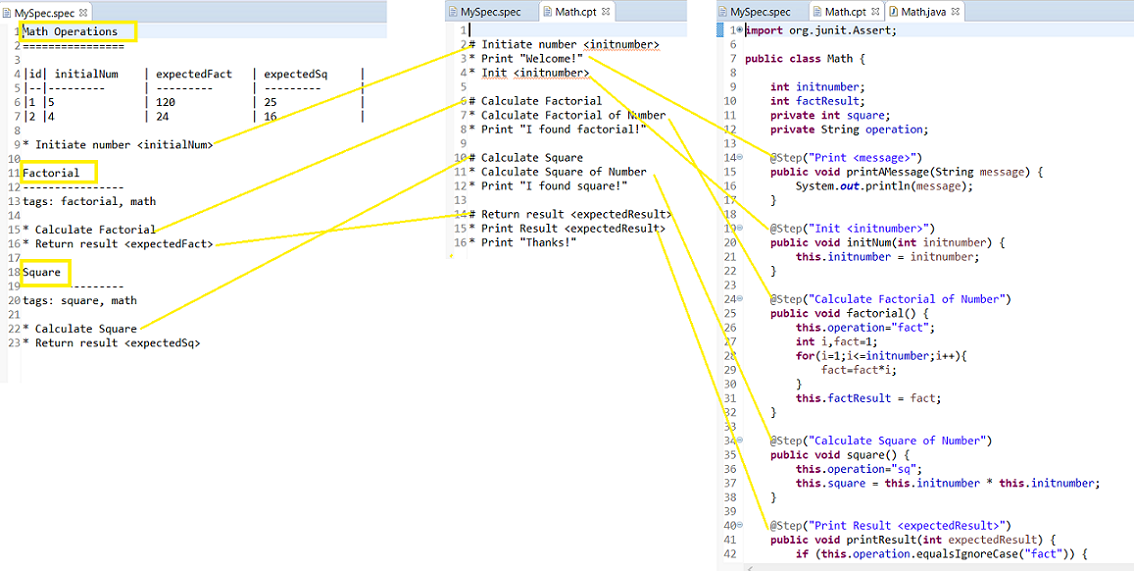 MySpec.spec
1 Math Operations
2 ================
3
4 |id| initialNum | expectedFact | expectedSq |
5 |--|--------- | --------- | --------- |
6 |1 |5 | 120 | 25 |
7 |2 |4 | 24 | 16 |
8
9 * Initiate number <initialNum>
10
11 Factorial
12 ----------------
13 tags: factorial, math
14
15 * Calculate Factorial
16 * Return result <expectedFact>
17
18 Square
19 ----------------
20 tags: square, math
21
22 * Calculate Square
23 * Return result <expectedSq>
MySpec.spec Math.cpt
1
2 # Initiate number <initnumber>
3 * Print "Welcome!"
4 * Init <initnumber>
5
6 # Calculate Factorial
7 * Calculate Factorial of Number
8 * Print "I found factorial!"
9
10 # Calculate Square
11 * Calculate Square of Number
12 * Print "I found square!"
13
14 # Return result <expectedResult>
15 * Print Result <expectedResult>
16 * Print "Thanks!"
MySpec.spec Math.cpt Math.java
1 import org.junit.Assert;
6
7 public class Math {
8
9 int initnumber;
10 int factResult;
11 private int square;
12 private String operation;
13
14 @Step("Print <message>")
15 public void printAMessage(String message) {
16 System.out.println(message);
17 }
18
19 @Step("Init <initnumber>")
20 public void initNum(int initnumber) {
21 this.initnumber = initnumber;
22 }
23
24 @Step("Calculate Factorial of Number")
25 public void factorial() {
26 this.operation="fact";
27 int i,fact=1;
28 for(i=1;i<=initnumber;i++){
29 fact=fact*i;
30 }
31 this.factResult = fact;
32 }
33
34 @Step("Calculate Square of Number")
35 public void square() {
36 this.operation="sq";
37 this.square = this.initnumber * this.initnumber;
38 }
39
40 @Step("Print Result <expectedResult>")
41 public void printResult(int expectedResult) {
42 if (this.operation.equalsIgnoreCase("fact")) {